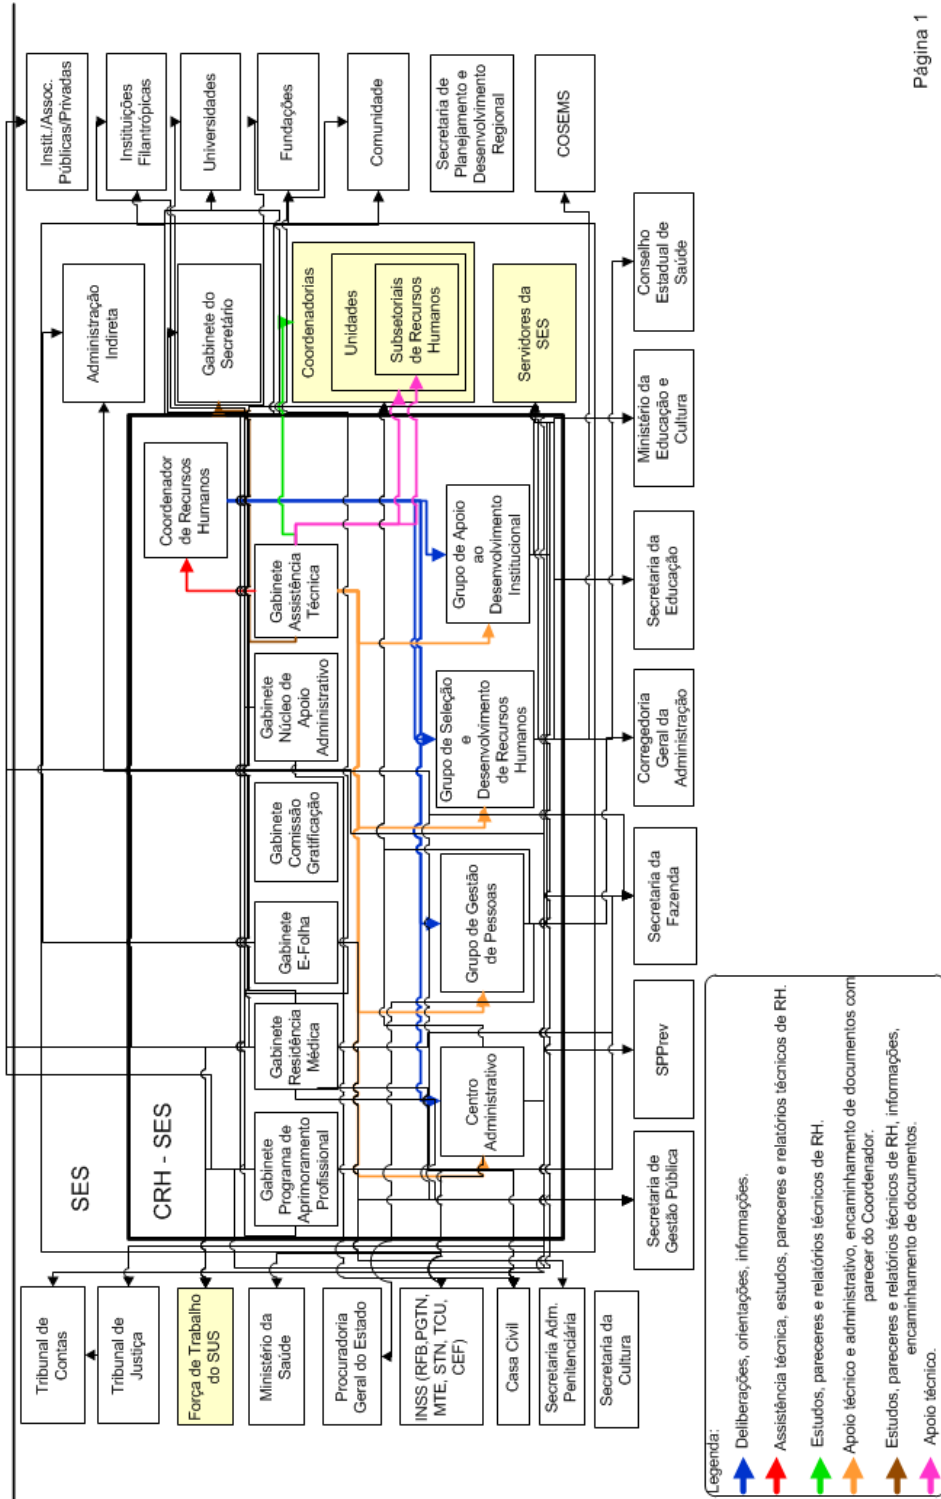 Instit./Assoc.
Públicas/Privadas
Instituições
Filantrópicas
Universidades
Fundações
Comunidade
Secretaria de
Planejamento e
Desenvolvimento
Regional
COSEMS
SES
Administração
Indireta
Gabinete do
Secretário
Coordenadorias
Unidades
Subsetoriais
de Recursos
Humanos
Servidores da
SES
CRH - SES
Coordenador
de Recursos
Humanos
Gabinete
Programa de
Aprimoramento
Profissional
Gabinete
Residência
Médica
Gabinete
E-Folha
Gabinete
Comissão
Gratificação
Gabinete
Núcleo de
Apoio
Administrativo
Gabinete
Assistência
Técnica
Centro
Administrativo
Grupo de Gestão
de Pessoas
Grupo de Seleção
e
Desenvolvimento
de Recursos
Humanos
Grupo de Apoio
ao
Desenvolvimento
Institucional
Tribunal de
Contas
Tribunal de
Justiça
Força de Trabalho
do SUS
Ministério da
Saúde
Procuradoria
Geral do Estado
INSS (RFB,PGTN,
MTE, STN, TCU,
CEF)
Casa Civil
Secretaria Adm.
Penitenciária
Secretaria da
Cultura
Secretaria de
Gestão Pública
SPPrev
Secretaria da
Fazenda
Corregedoria
Geral da
Administração
Secretaria da
Educação
Ministério da
Educação e
Cultura
Conselho
Estadual de
Saúde
Legenda:
Deliberações, orientações, informações.
Assistência técnica, estudos, pareceres e relatórios técnicos de RH.
Estudos, pareceres e relatórios técnicos de RH.
Apoio técnico e administrativo, encaminhamento de documentos com
parecer do Coordenador.
Estudos, pareceres e relatórios técnicos RH, informações,
encaminhamento de documentos.
Apoio técnico.
Página 1